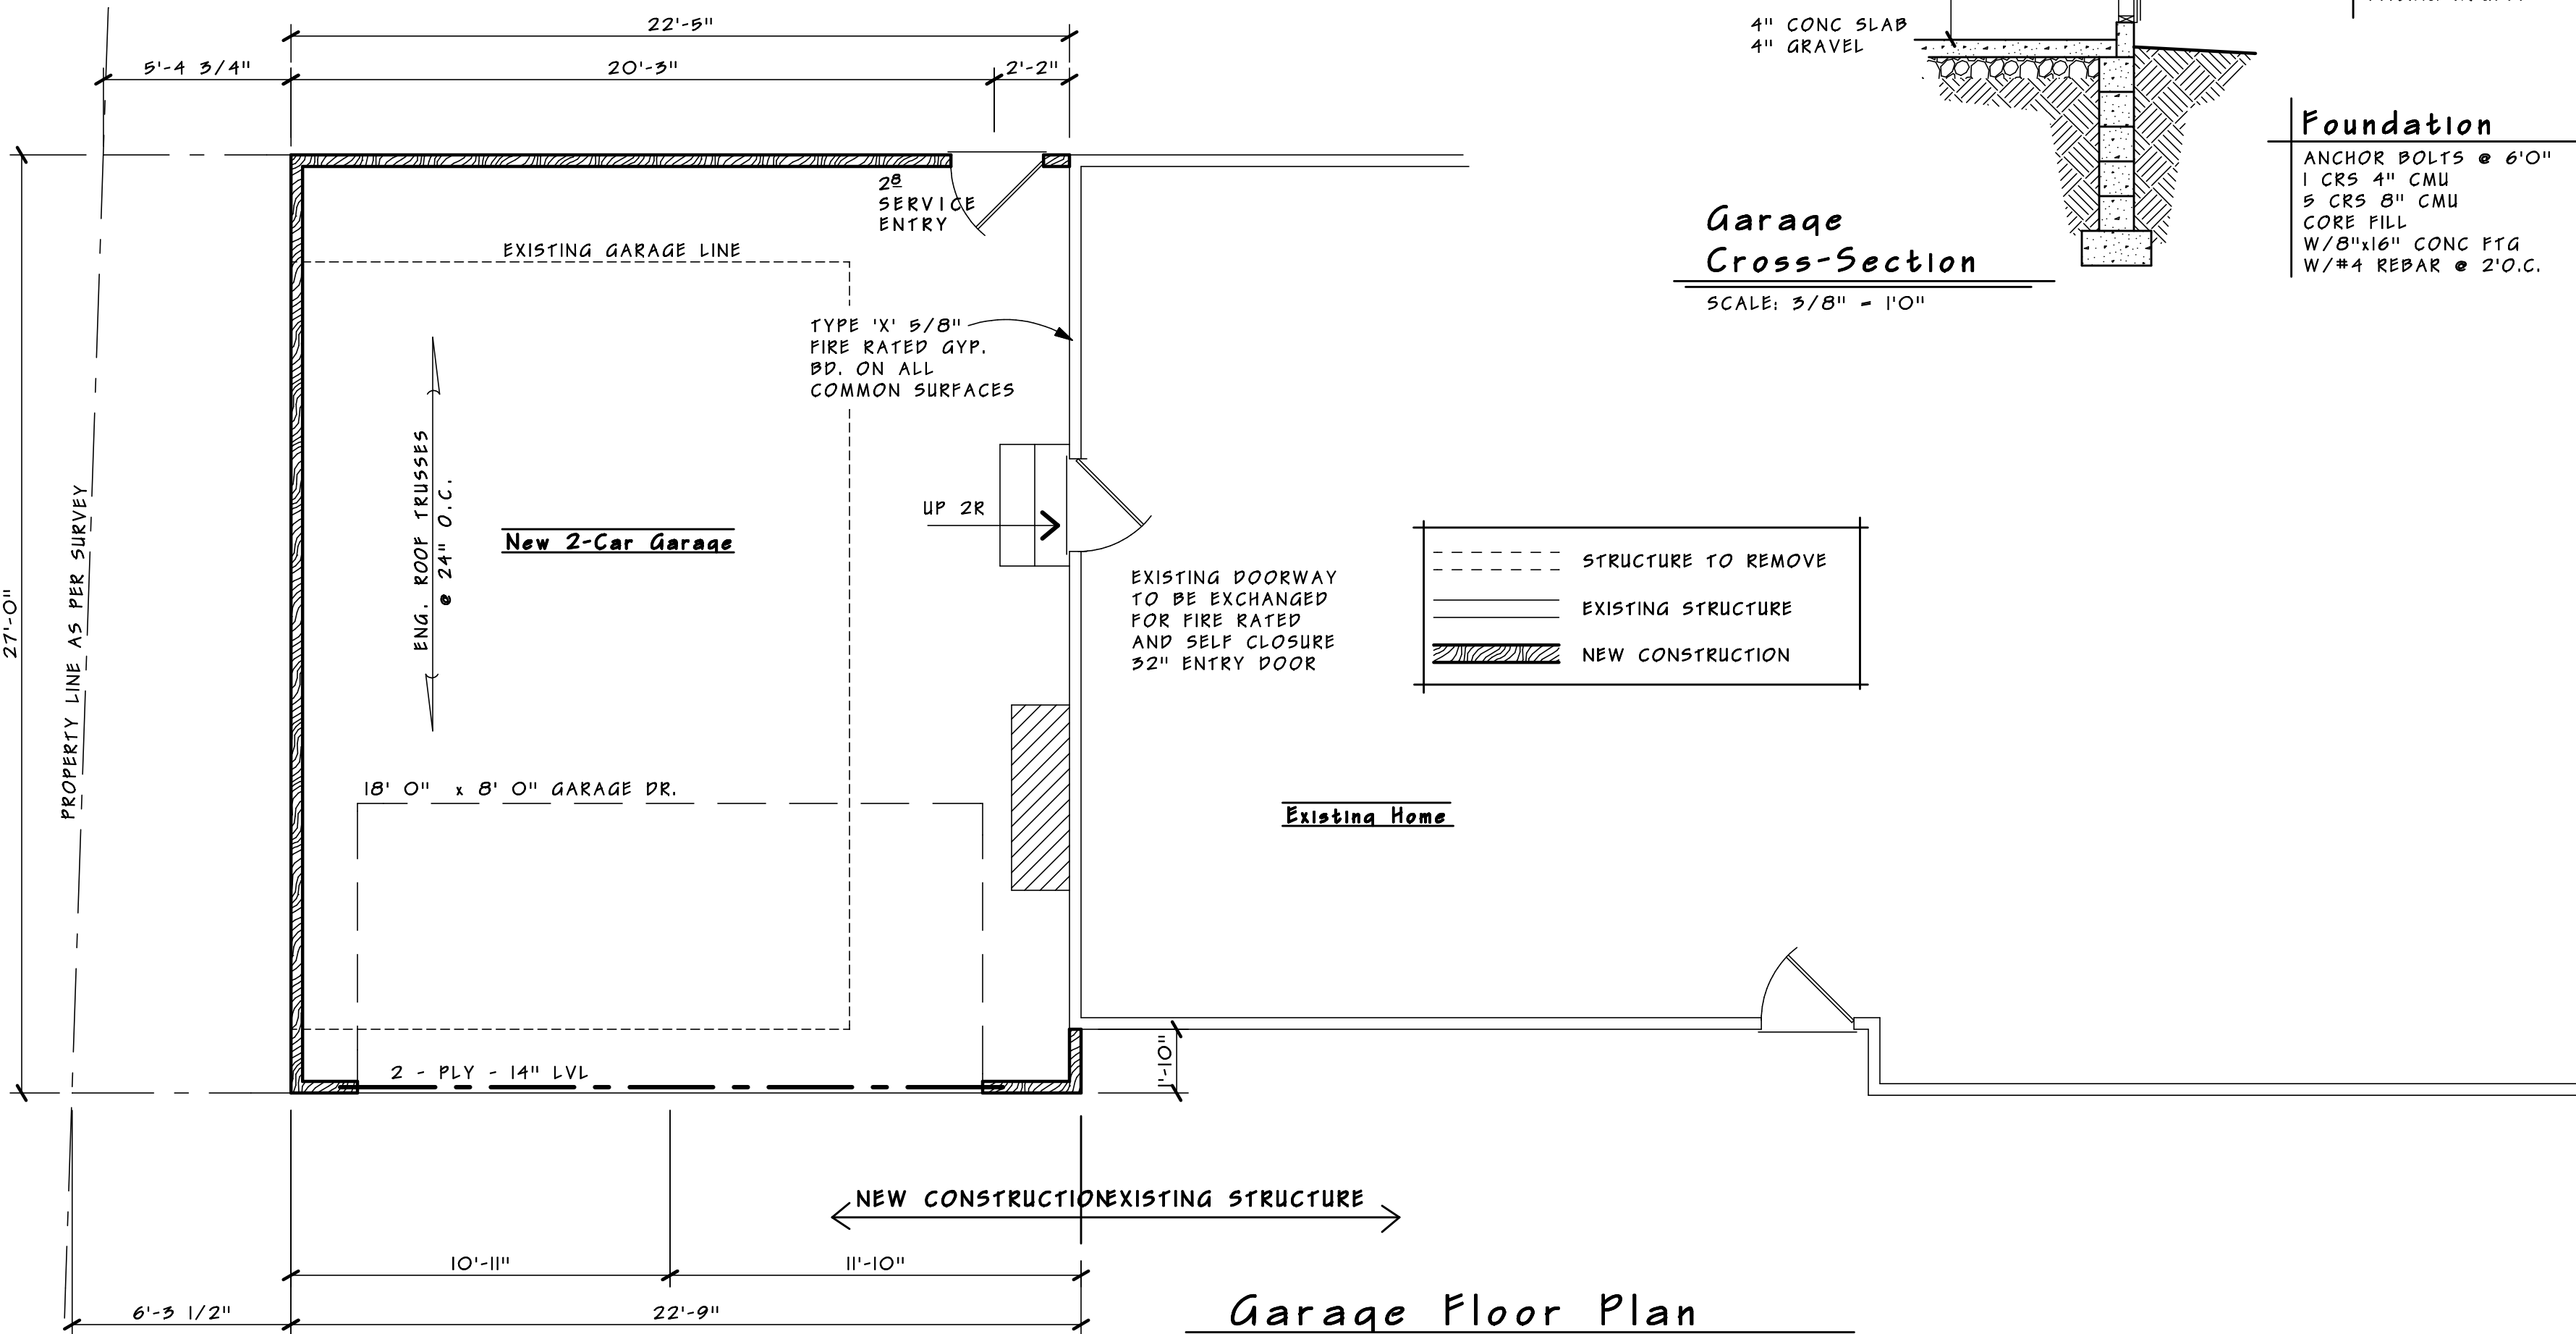 22'-5"
5'-4 3/4"
20'-3"
2'-2"
4" CONC SLAB
4" GRAVEL
Foundation
ANCHOR BOLTS @ 6'0"
1 CRS 4" CMU
5 CRS 8" CMU
CORE FILL
W/8"x16" CONC FTG
W/#4 REBAR @ 2'O.C.
Garage
Cross-Section
SCALE: 3/8" = 1'0"
28
SERVICE
ENTRY
EXISTING GARAGE LINE
TYPE 'X' 5/8"
FIRE RATED GYP.
BD. ON ALL
COMMON SURFACES
ENG. ROOF TRUSSES
@ 24" O.C.
PROPERTY LINE AS PER SURVEY
27'-0"
New 2-Car Garage
UP 2R
EXISTING DOORWAY
TO BE EXCHANGED
FOR FIRE RATED
AND SELF CLOSURE
32" ENTRY DOOR
STRUCTURE TO REMOVE
EXISTING STRUCTURE
NEW CONSTRUCTION
18' 0" x 8' 0" GARAGE DR.
Existing Home
2 - PLY - 14" LVL
1'-10"
NEW CONSTRUCTION
EXISTING STRUCTURE
10'-11"
11'-10"
6'-3 1/2"
22'-9"
Garage Floor Plan